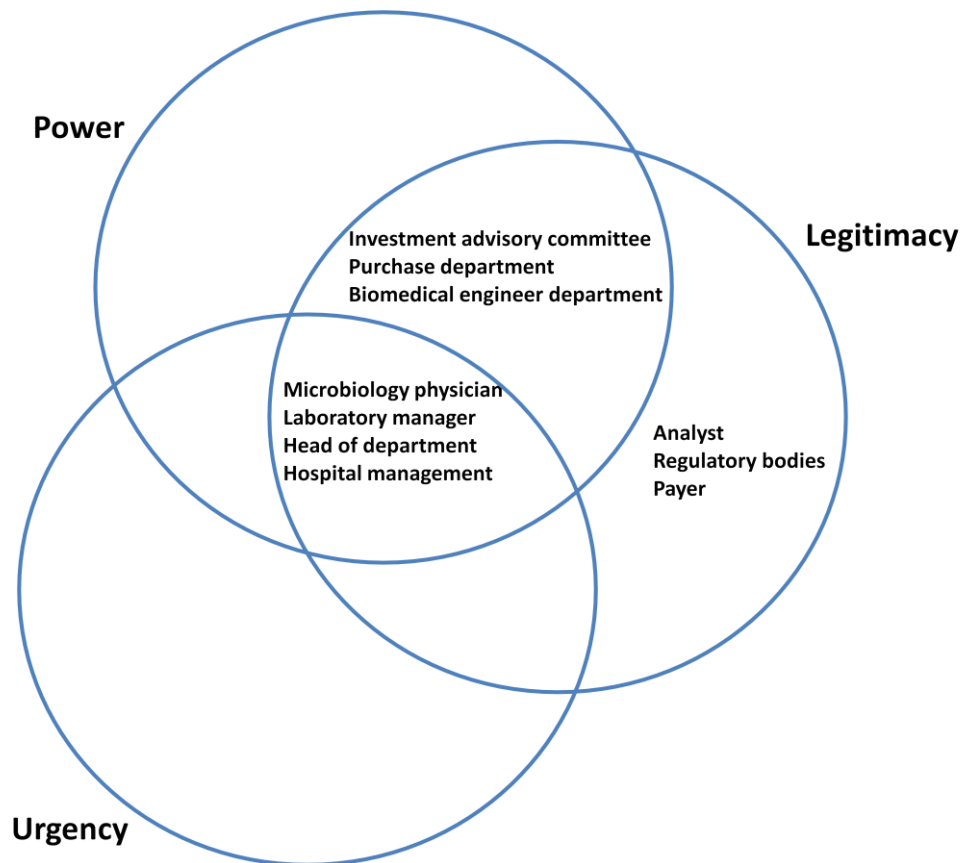 Power
Legitimacy
Investment advisory committee
Purchase department
Biomedical engineer department
Microbiology physician
Laboratory manager
Head of department
Hospital management
Analyst
Regulatory bodies
Payer
Urgency